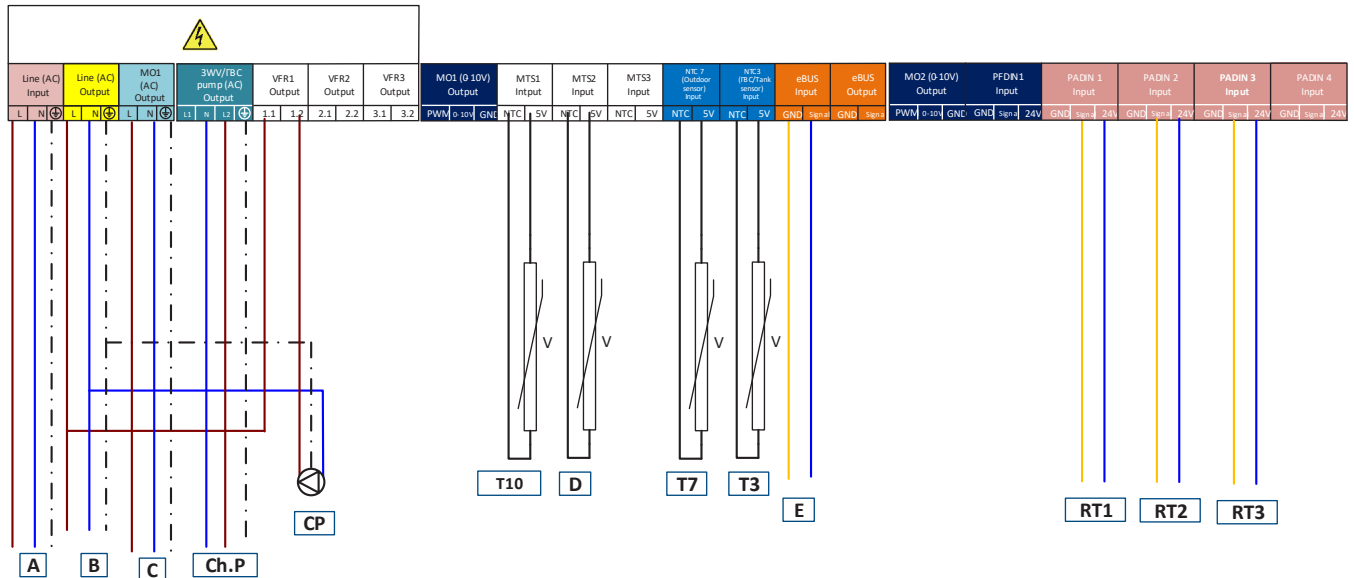 Line (AC) Input
L N
Line (AC) Output
L N
MO1 (AC) Output
L N
3WV/TBC pump (AC) Output
L1 N L2
VFR1 Output
1.1 1.2
VFR2 Output
2.1 2.2
VFR3 Output
3.1 3.2
MO1 (0-10V) Output
PWM 0-10V GND
MTS1 Intput
NTC 5V
MTS2 Input
NTC 5V
MTS3 Input
NTC 5V
NTC 7 (Outdoor sensor) Input
NTC 5V
NTC3 (TBC/Tank sensor) Input
NTC 5V
eBUS Input
GND Signal
eBUS Output
GND Signa
MO2 (0-10V) Output
PWM 0-10V GND
PFDIN1 Input
GND Signa 24V
PADIN 1 Input
GND Signa 24V
PADIN 2 Input
GND Signa 24V
PADIN 3 Input
GND Signa 24V
PADIN 4 Input
GND Signa 24V
V
V
V
V
T10
D
T7
T3
E
RT1
RT2
RT3
CP
A
B
C
Ch.P